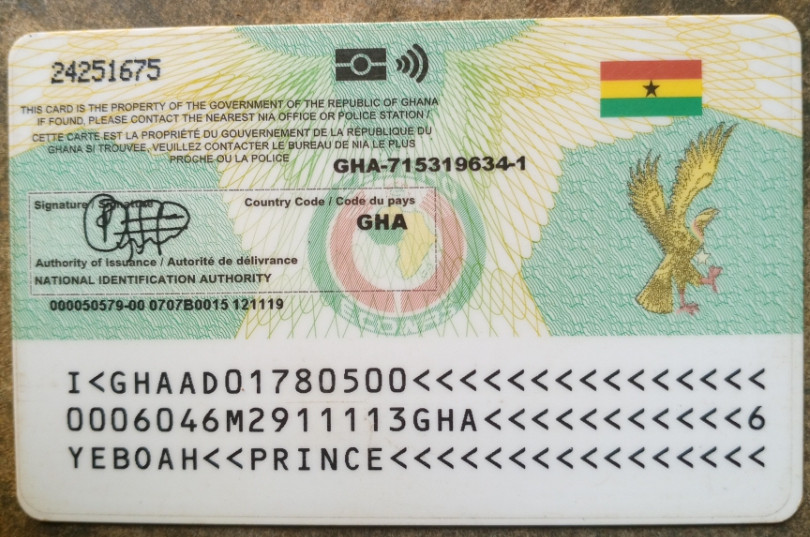 24251675
THIS CARD IS THE PROPERTY OF THE GOVERNMENT OF THE REPUBLIC OF GHANA
IF FOUND, PLEASE CONTACT THE NEAREST NIA OFFICE OR POLICE STATION /
CETTE CARTE EST LA PROPRIÉTÉ DU GOUVERNEMENT DE LA RÉPUBLIQUE DU
GHANA SI TROUVEE, VEUILLEZ CONTACTER LE BUREAU DE NIA LE PLUS
PROCHE OU LA POLICE
GHA-715319634-1
Signature / Signature
Country Code / Code du pays
GHA
Authority of Issuance / Autorité de délivrance
NATIONAL IDENTIFICATION AUTHORITY
000050579-00 0707B0015 121119
I<GHAAD01780500<<<<<<<<<<<<<<<
0006046M2911113GHA<<<<<<<<<<<6
YEBOAH<<PRINCE<<<<<<<<<<<<<<<<